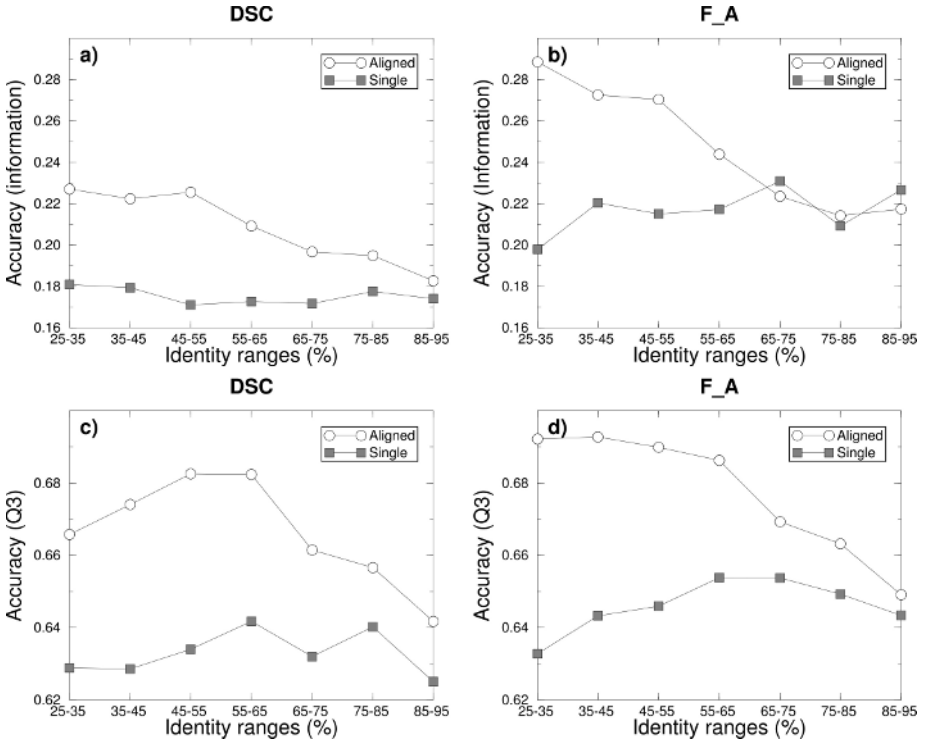 DSC
a)
Aligned
Single
0.28
0.26
0.24
0.22
0.20
0.18
0.16
Accuracy (information)
25-35 35-45 45-55 55-65 65-75 75-85 85-95
Identity ranges (%)
F_A
b)
Aligned
Single
0.28
0.26
0.24
0.22
0.20
0.18
0.16
Accuracy (Information)
25-35 35-45 45-55 55-65 65-75 75-85 85-95
Identity ranges (%)
DSC
c)
Aligned
Single
0.68
0.66
0.64
0.62
Accuracy (Q3)
25-35 35-45 45-55 55-65 65-75 75-85 85-95
Identity ranges (%)
F_A
d)
Aligned
Single
0.68
0.66
0.64
0.62
Accuracy (Q3)
25-35 35-45 45-55 55-65 65-75 75-85 85-95
Identity ranges (%)